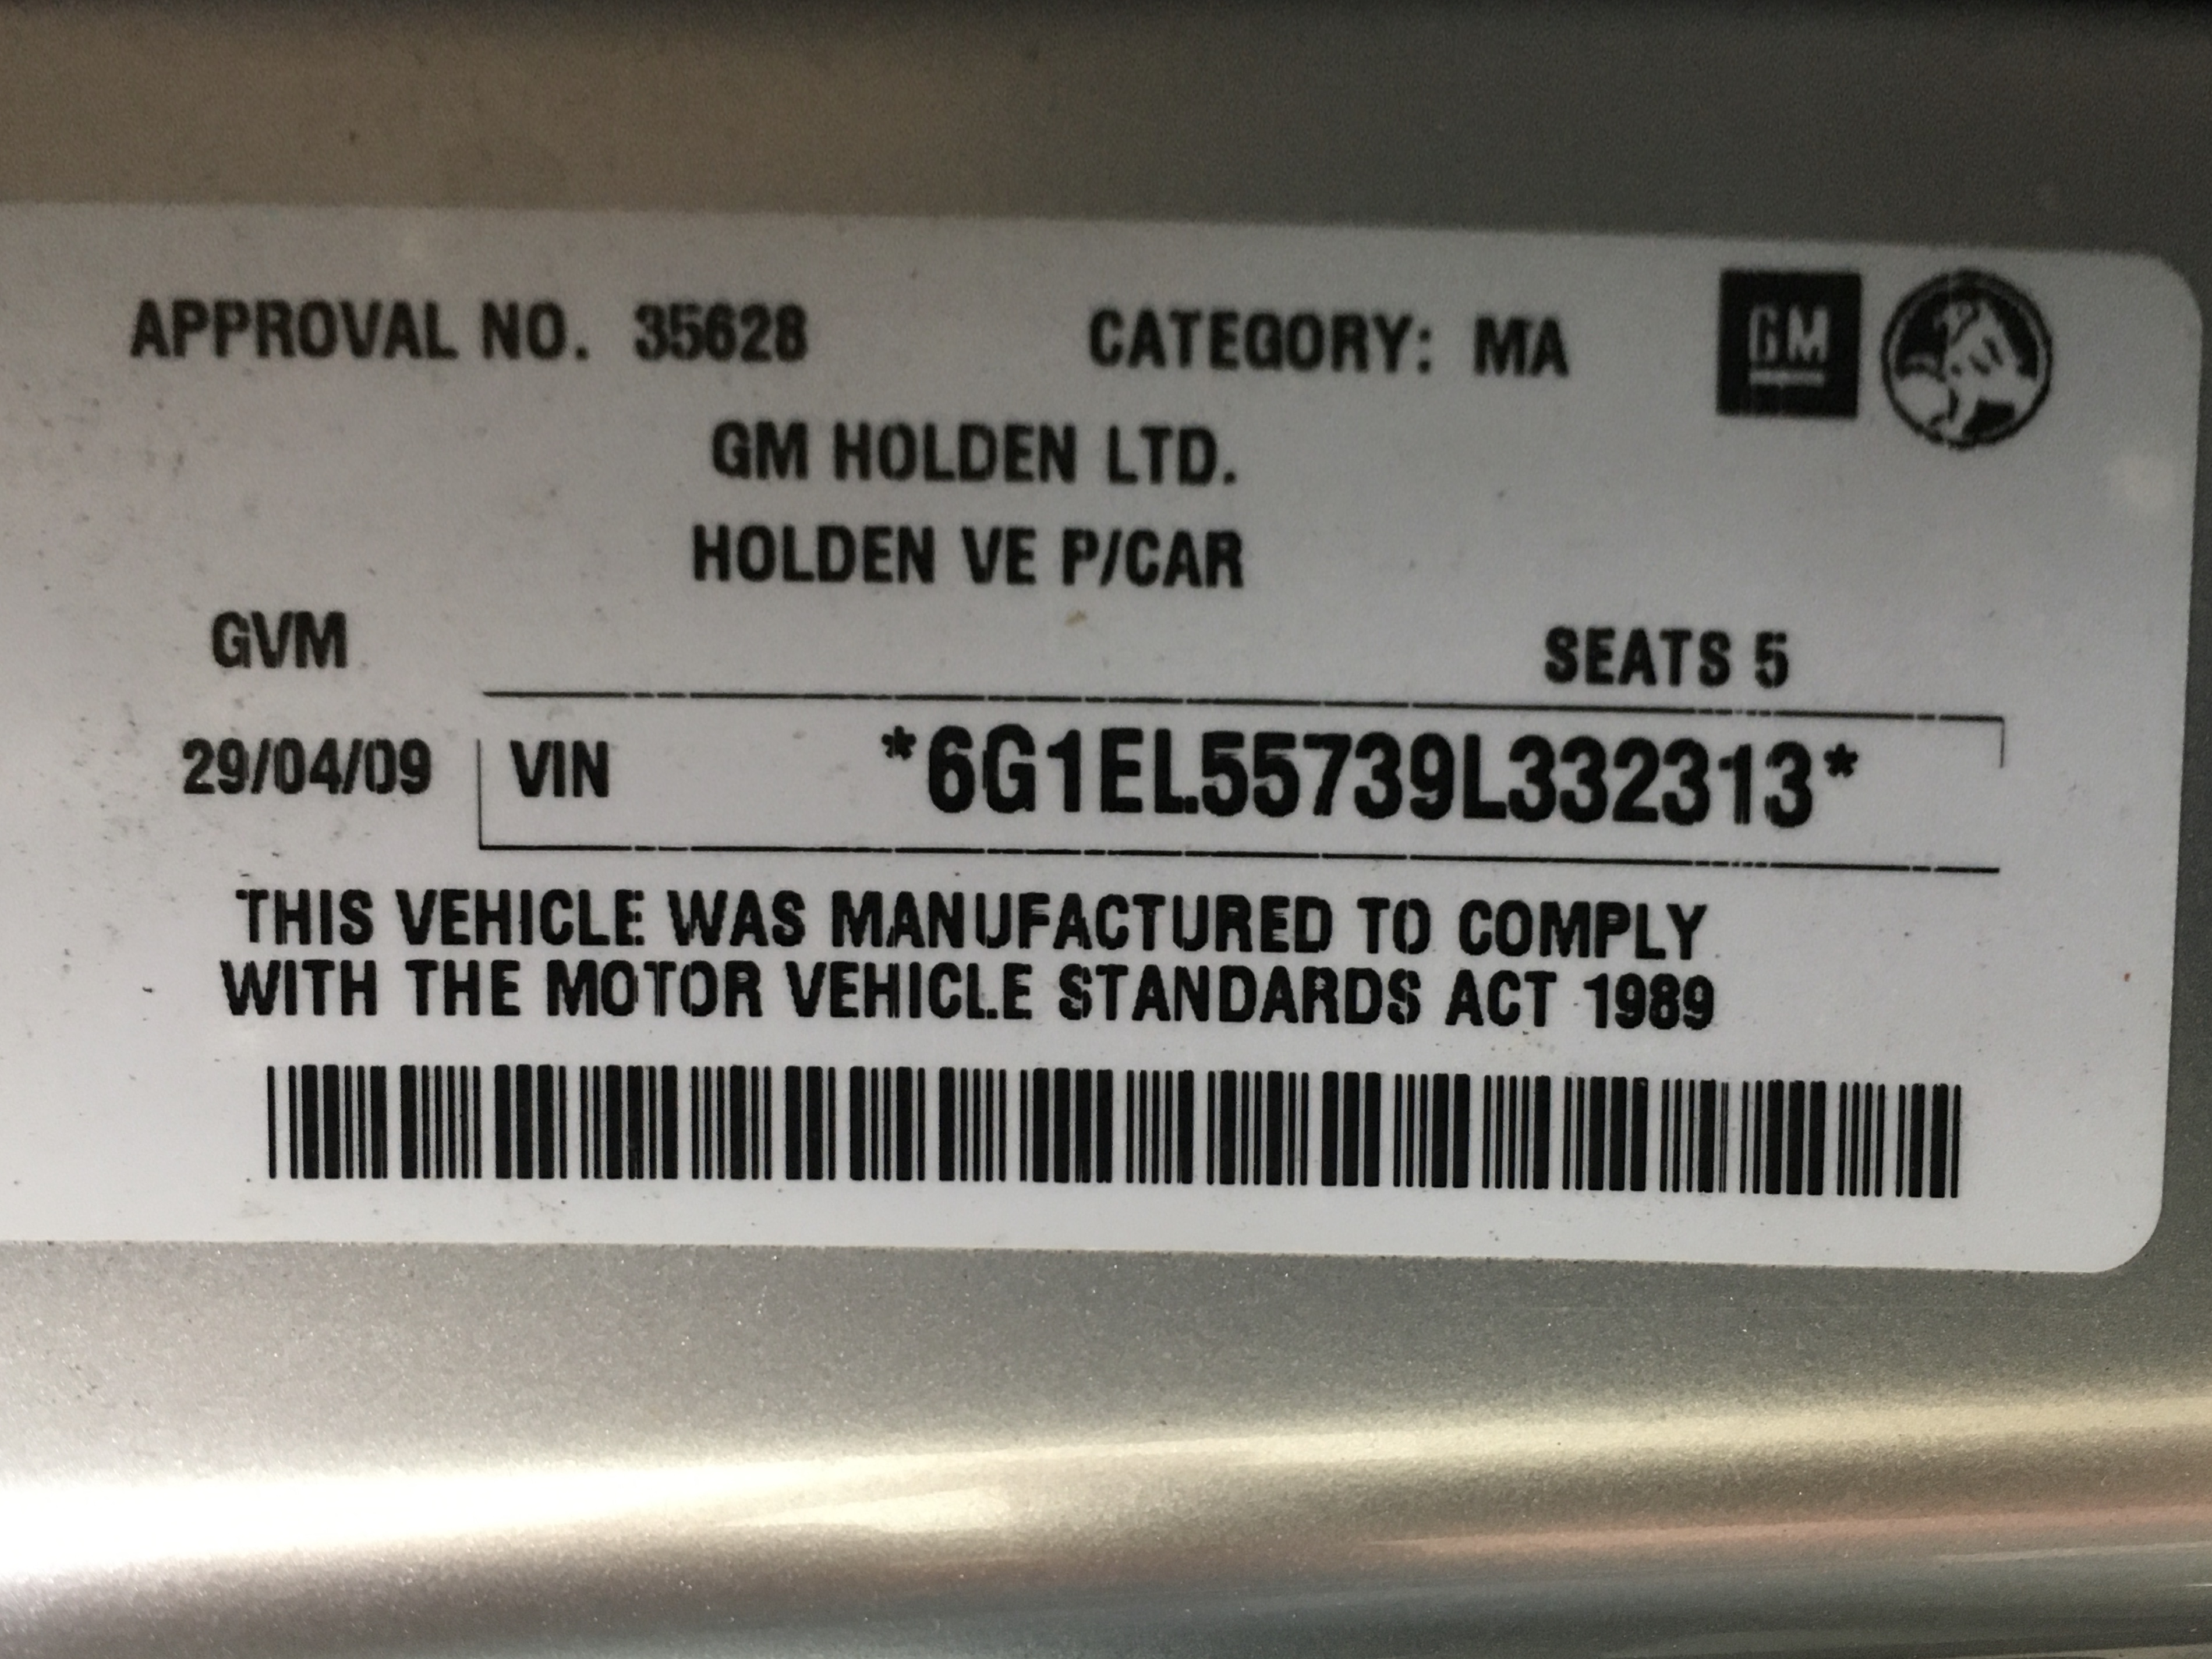 APPROVAL NO. 35628 CATEGORY: MA GM
GM HOLDEN LTD.
HOLDEN VE P/CAR
GVM SEATS 5
29/04/09 VIN *6G1EL55739L332313*
THIS VEHICLE WAS MANUFACTURED TO COMPLY
WITH THE MOTOR VEHICLE STANDARDS ACT 1989